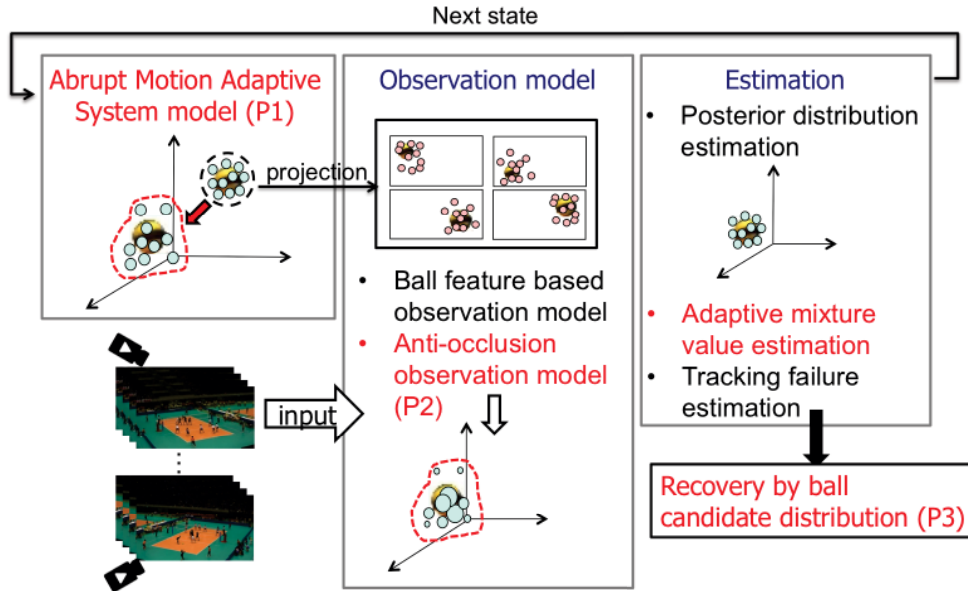 Next state
Abrupt Motion Adaptive
System model (P1)
projection
Observation model
• Ball feature based
observation model
• Anti-occlusion
observation model
(P2)
input
Estimation
• Posterior distribution
estimation
• Adaptive mixture
value estimation
• Tracking failure
estimation
Recovery by ball
candidate distribution (P3)